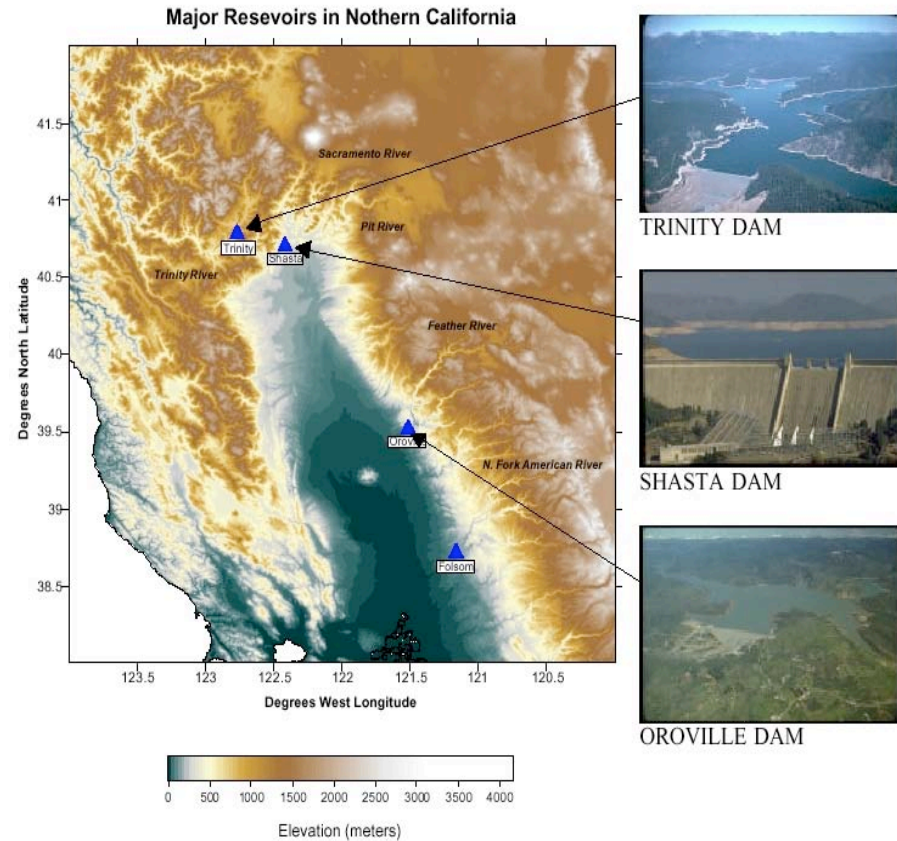 Major Resevoirs in Nothern California
41.5
41
40.5
40
39.5
39
38.5
Degrees North Latitude
Sacramento River
Pit River
Trinity
Shasta
Trinity River
Feather River
N. Fork American River
Folsom
123.5 123 122.5 122 121.5 121 120.5
Degrees West Longitude
0 500 1000 1500 2000 2500 3000 3500 4000
Elevation (meters)
TRINITY DAM
SHASTA DAM
OROVILLE DAM